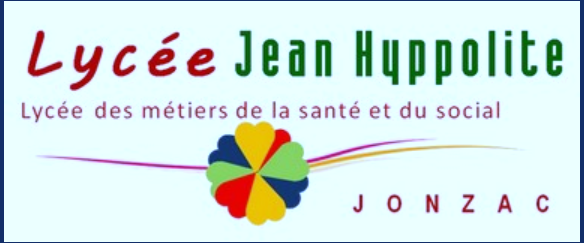 Lycée Jean Hyppolite
Lycée des métiers de la santé et du social
JONZAC